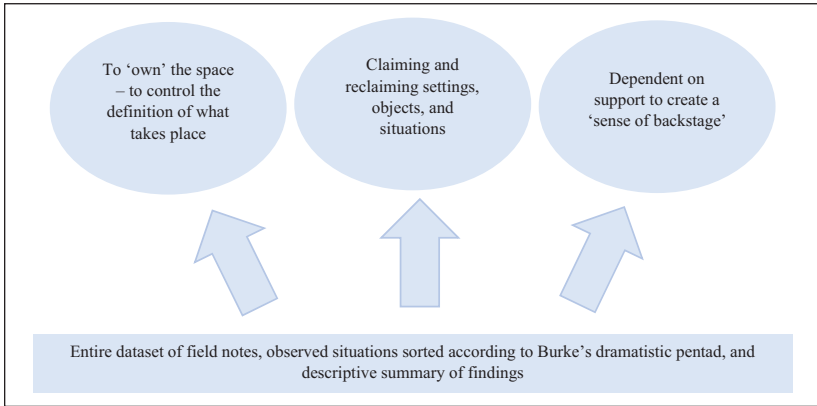 To ‘own’ the space
– to control the
definition of what
takes place
Claiming and
reclaiming settings,
objects, and
situations
Dependent on
support to create a
‘sense of backstage’
Entire dataset of field notes, observed situations sorted according to Burke’s dramatistic pentad, and
descriptive summary of findings